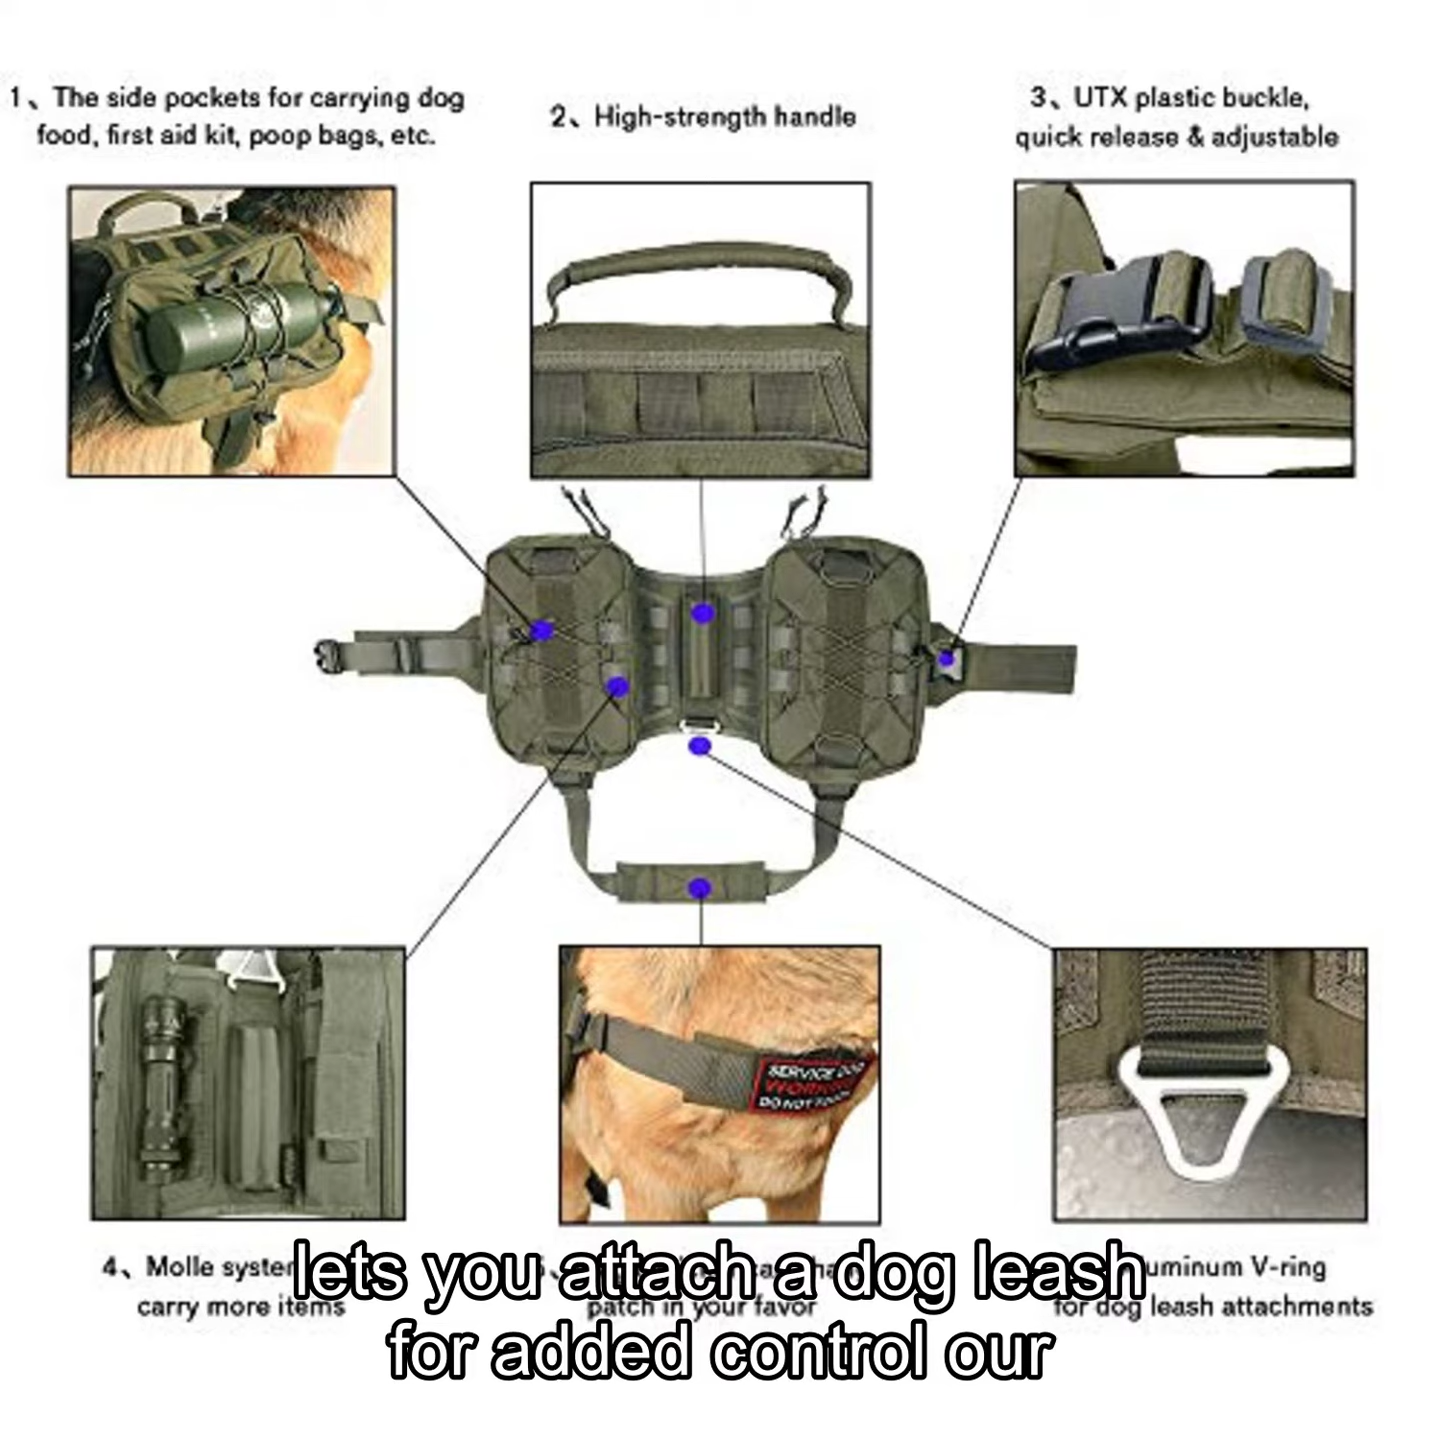 1、The side pockets for carrying dog
food, first aid kit, poop bags, etc.
2、High-strength handle
3、UTX plastic buckle,
quick release & adjustable
SERVICE DOG
WORKING
DO NOT TOUCH
4、Molle
carry more items
patch in your favor
V-ring
for dog leash attachments
lets you attach a dog leash
for added control our